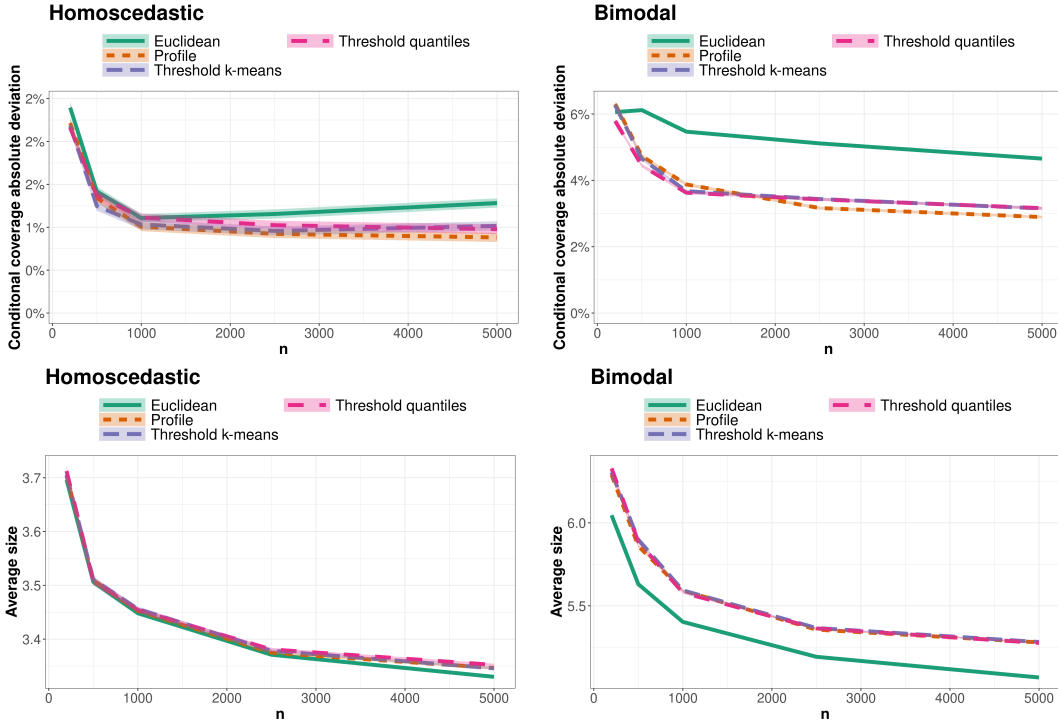 Homoscedastic
Euclidean
Threshold quantiles
Profile
Threshold k-means
Conditonal coverage absolute deviation
2%
2%
2%
1%
0%
0%
0 1000 2000 3000 4000 5000
n
Bimodal
Euclidean
Threshold quantiles
Profile
Threshold k-means
Conditonal coverage absolute deviation
6%
4%
2%
0%
0 1000 2000 3000 4000 5000
n
Homoscedastic
Euclidean
Threshold quantiles
Profile
Threshold k-means
Average size
3.7
3.6
3.5
3.4
0 1000 2000 3000 4000 5000
n
Bimodal
Euclidean
Threshold quantiles
Profile
Threshold k-means
Average size
6.0
5.5
0 1000 2000 3000 4000 5000
n